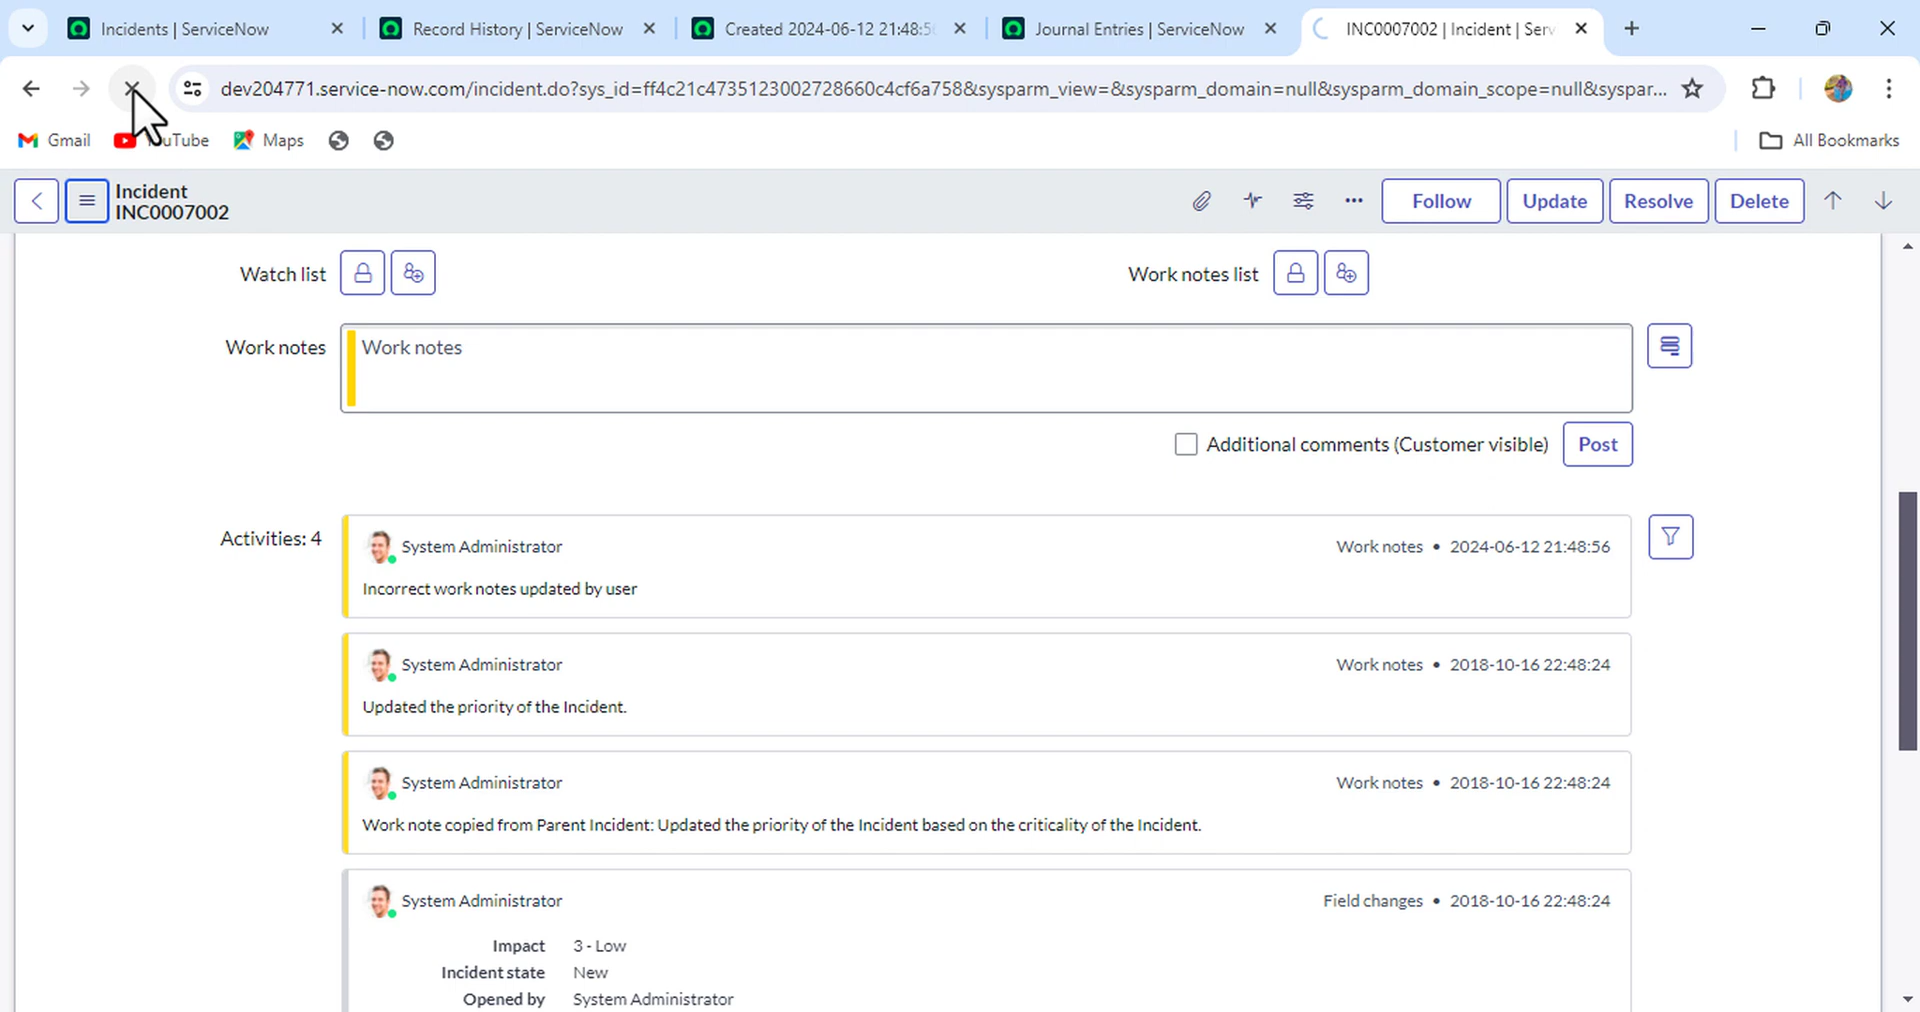 Incidents | ServiceNow
Record History | ServiceNow
Created 2024-06-12 21:48:5
Journal Entries | ServiceNow
INC0007002 | Incident | Serv
dev204771.service-now.com/incident.do?sys_id=ff4c21c4735123002728660c4cf6a758&sysparm_view=&sysparm_domain=null&sysparm_domain_scope=null&syspar...
Gmail
YouTube
Maps
All Bookmarks
Incident
INC0007002
Follow
Update
Resolve
Delete
Watch list
Work notes list
Work notes
Work notes
Additional comments (Customer visible)
Post
Activities: 4
System Administrator
Work notes • 2024-06-12 21:48:56
Incorrect work notes updated by user
System Administrator
Work notes • 2018-10-16 22:48:24
Updated the priority of the Incident.
System Administrator
Work notes • 2018-10-16 22:48:24
Work note copied from Parent Incident: Updated the priority of the Incident based on the criticality of the Incident.
System Administrator
Field changes • 2018-10-16 22:48:24
Impact 3 - Low
Incident state New
Opened by System Administrator